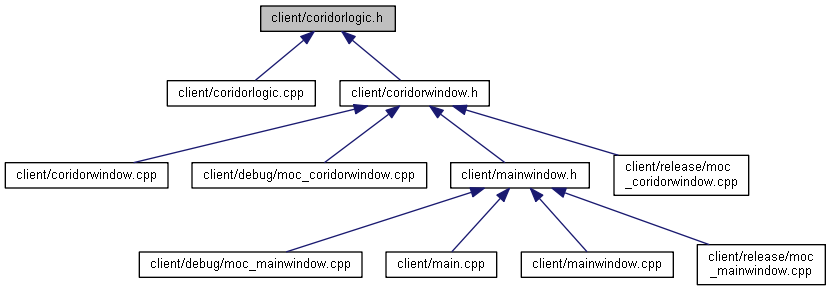 client/coridorlogic.h
client/coridorlogic.cpp
client/coridorwindow.h
client/coridorwindow.cpp
client/debug/moc_coridorwindow.cpp
client/mainwindow.h
client/release/moc
_coridorwindow.cpp
client/debug/moc_mainwindow.cpp
client/main.cpp
client/mainwindow.cpp
client/release/moc
_mainwindow.cpp